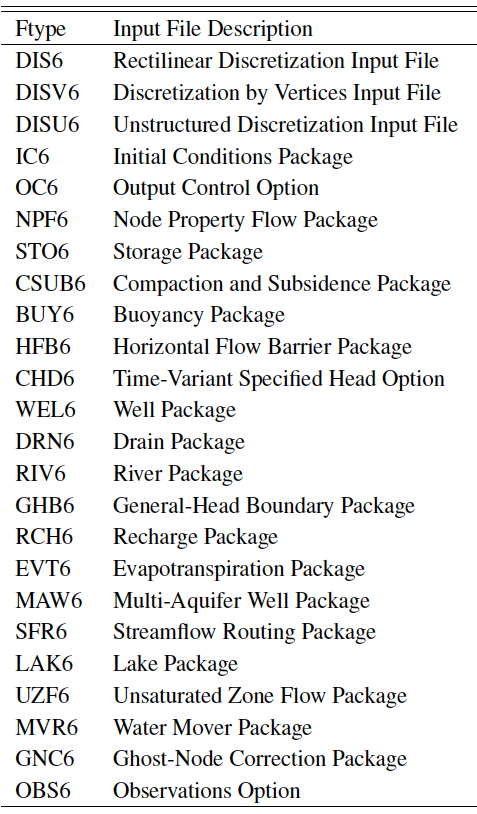 Ftype Input File Description
DIS6 Rectilinear Discretization Input File
DISV6 Discretization by Vertices Input File
DISU6 Unstructured Discretization Input File
IC6 Initial Conditions Package
OC6 Output Control Option
NPF6 Node Property Flow Package
STO6 Storage Package
CSUB6 Compaction and Subsidence Package
BUY6 Buoyancy Package
HFB6 Horizontal Flow Barrier Package
CHD6 Time-Variant Specified Head Option
WEL6 Well Package
DRN6 Drain Package
RIV6 River Package
GHB6 General-Head Boundary Package
RCH6 Recharge Package
EVT6 Evapotranspiration Package
MAW6 Multi-Aquifer Well Package
SFR6 Streamflow Routing Package
LAK6 Lake Package
UZF6 Unsaturated Zone Flow Package
MVR6 Water Mover Package
GNC6 Ghost-Node Correction Package
OBS6 Observations Option